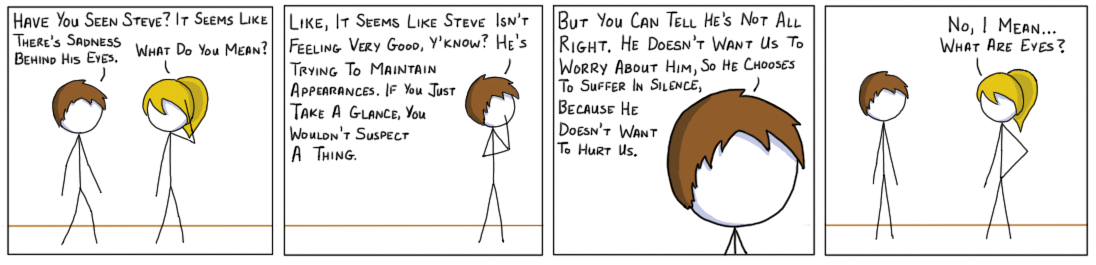 Have You Seen Steve? It Seems Like
There's Sadness
Behind His Eyes.
What Do You Mean?
Like, It Seems Like Steve Isn't
Feeling Very Good, Y'know? He's
Trying To Maintain
Appearances. If You Just
Take A Glance, You
Wouldn't Suspect
A Thing.
But You Can Tell He's Not All
Right. He Doesn't Want Us To
Worry About Him, So He Chooses
To Suffer In Silence,
Because He
Doesn't Want
To Hurt Us.
No, I Mean...
What Are Eyes?